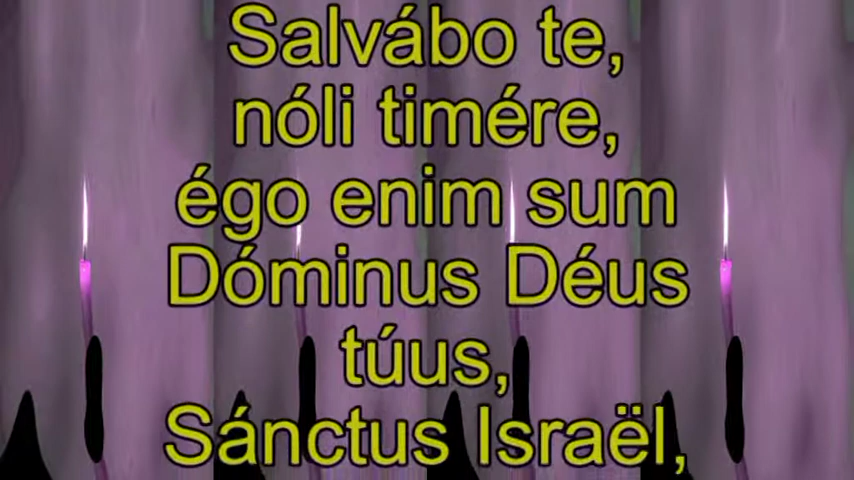 Salvábo te,
nóli timére,
égo enim sum
Dóminus Déus
túus,
Sánctus Israël,